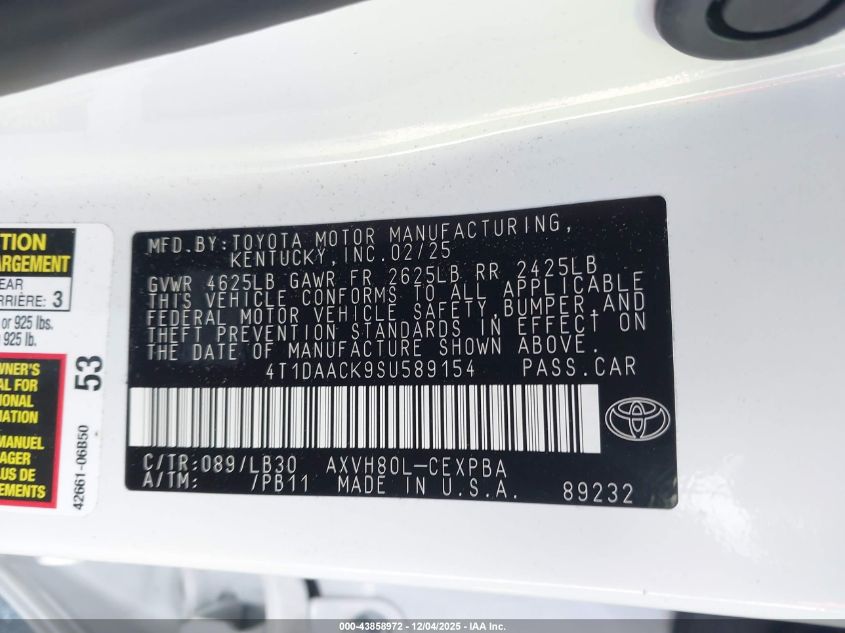 MFD.BY:TOYOTA MOTOR MANUFACTURING,
KENTUCKY,INC.02/25
GVWR 4625LB GAWR FR 2625LB RR 2425LB
THIS VEHICLE CONFORMS TO ALL APPLICABLE
FEDERAL MOTOR VEHICLE SAFETY,BUMPER,AND
THEFT PREVENTION STANDARDS IN EFFECT ON
THE DATE OF MANUFACTURE SHOWN ABOVE.
4T1DAACK9SU589154 PASS.CAR
C/TR:089/LB30 AXVH80L-CEXPBA
A/TM: /PB11 MADE IN U.S.A. 89232
TION
ARGEMENT
EAR
RRIÈRE: 3
or 925 lbs.
925 lb.
WNER'S
AL FOR
IONAL
MATION
MANUEL
AGER
LUS DE
EMENTS
53
42661-06B50
000-43858972 — 12/04/2025 — IAA Inc.